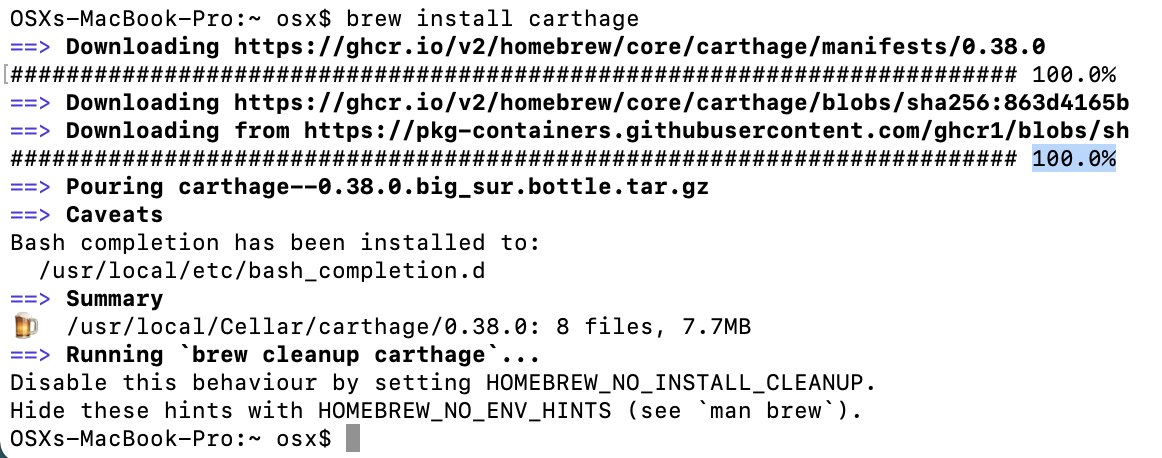 OSXs-MacBook-Pro:~ osx$ brew install carthage
==> Downloading https://ghcr.io/v2/homebrew/core/carthage/manifests/0.38.0
######################################################################## 100.0%
==> Downloading https://ghcr.io/v2/homebrew/core/carthage/blobs/sha256:863d4165b
==> Downloading from https://pkg-containers.githubusercontent.com/ghcr1/blobs/sh
######################################################################## 100.0%
==> Pouring carthage--0.38.0.big_sur.bottle.tar.gz
==> Caveats
Bash completion has been installed to:
  /usr/local/etc/bash_completion.d
==> Summary
🍺  /usr/local/Cellar/carthage/0.38.0: 8 files, 7.7MB
==> Running `brew cleanup carthage`...
Disable this behaviour by setting HOMEBREW_NO_INSTALL_CLEANUP.
Hide these hints with HOMEBREW_NO_ENV_HINTS (see `man brew`).
OSXs-MacBook-Pro:~ osx$